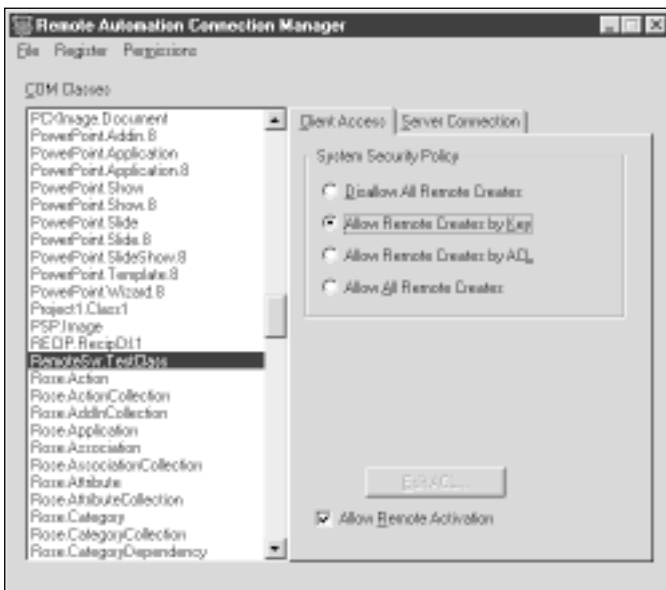 Remote Automation Connection Manager
File Register Permissions
COM Classes
PCXImage.Document
PowerPoint.Addin.8
PowerPoint.Application
PowerPoint.Application.8
PowerPoint.Show
PowerPoint.Show.8
PowerPoint.Slide
PowerPoint.Slide.8
PowerPoint.SlideShow.8
PowerPoint.Template.8
PowerPoint.Wizard.8
Project1.Class1
PSP.Image
RemoteSvr.TestClass
Rose.Action
Rose.ActionCollection
Rose.AddInCollection
Rose.Application
Rose.Association
Rose.AssociationCollection
Rose.Attribute
Rose.AttributeCollection
Rose.Category
Rose.CategoryCollection
Rose.CategoryDependency
Client Access
Server Connection
System Security Policy
Disallow All Remote Creates
Allow Remote Creates by Key
Allow Remote Creates by ACL
Allow All Remote Creates
Edit ACL...
Allow Remote Activation